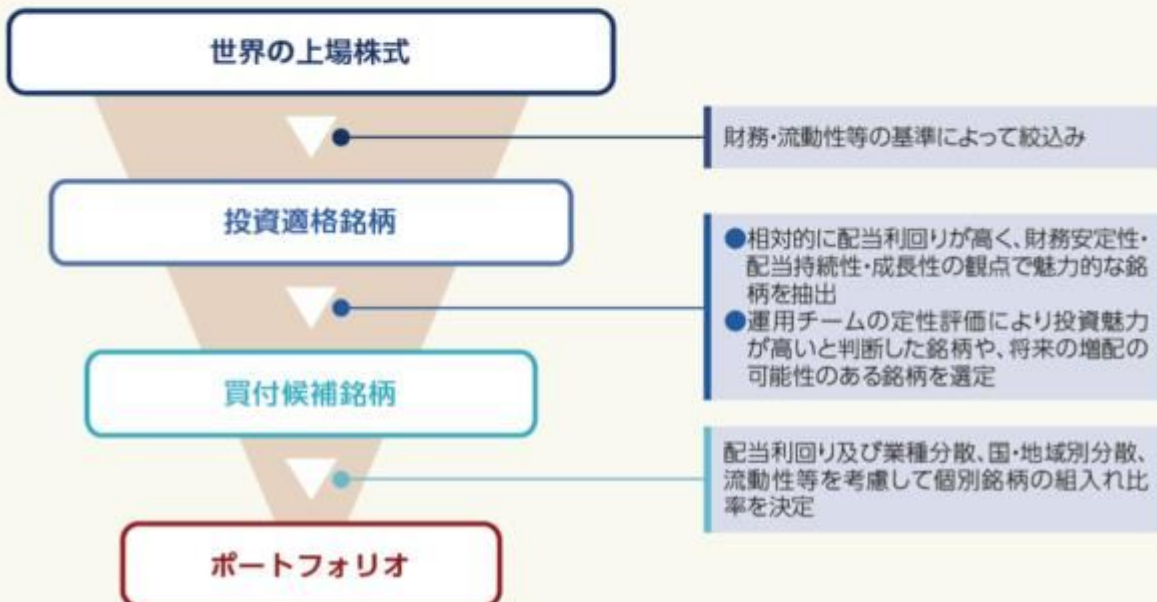 世界の上場株式
財務・流動性等の基準によって絞込み
投資適格銘柄
●相対的に配当利回りが高く、財務安定性・
配当持続性・成長性の観点で魅力的な銘
柄を抽出
●運用チームの定性評価により投資魅力
が高いと判断した銘柄や、将来の増配の
可能性のある銘柄を選定
買付候補銘柄
配当利回り及び業種分散、国・地域別分散、
流動性等を考慮して個別銘柄の組入れ比
率を決定
ポートフォリオ